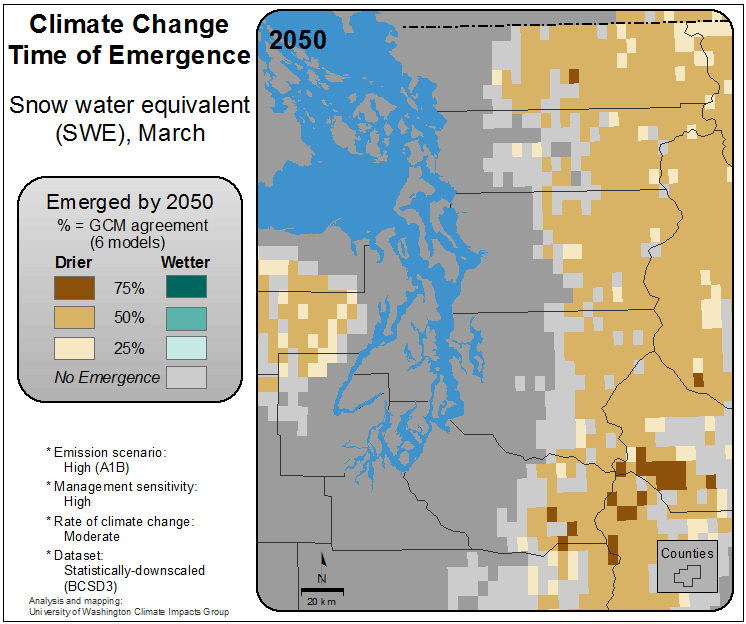 Climate Change
Time of Emergence
Snow water equivalent
(SWE), March
Emerged by 2050
% = GCM agreement
(6 models)
Drier Wetter
75%
50%
25%
No Emergence
* Emission scenario:
High (A1B)
* Management sensitivity:
High
* Rate of climate change:
Moderate
* Dataset:
Statistically-downscaled
(BCSD3)
Analysis and mapping:
University of Washington Climate Impacts Group
2050
N
20 km
Counties